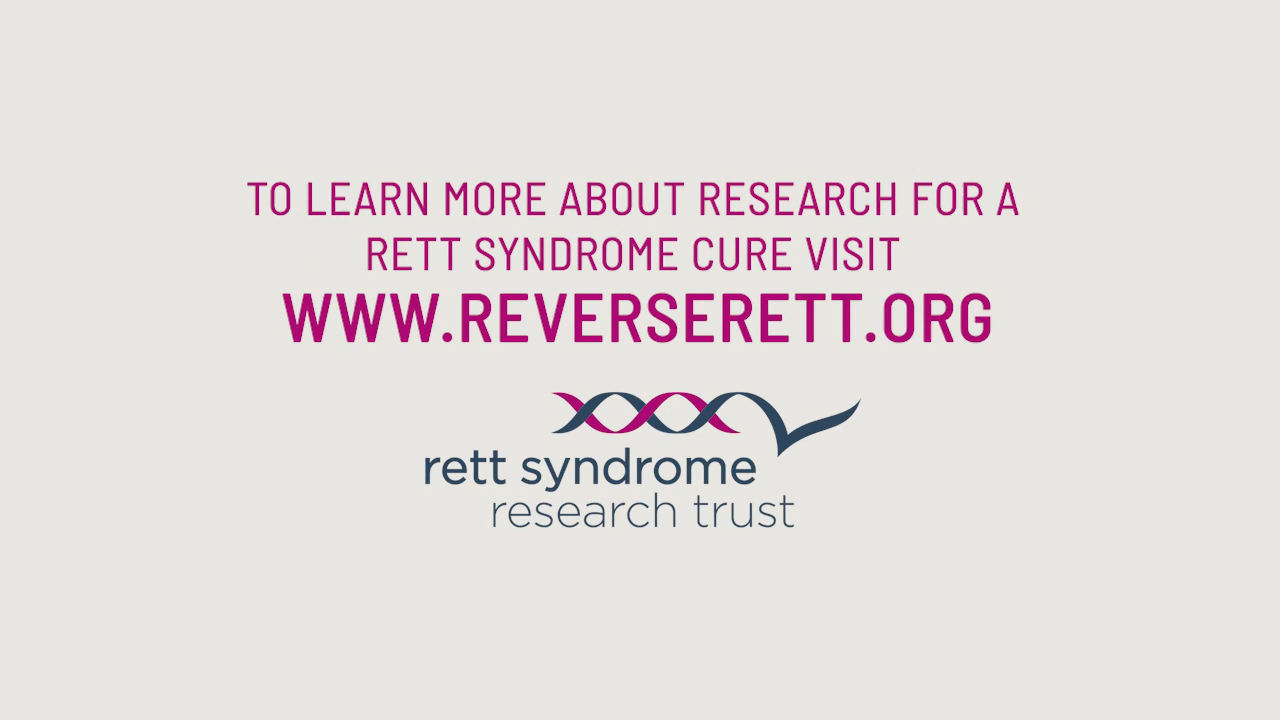 TO LEARN MORE ABOUT RESEARCH FOR A
RETT SYNDROME CURE VISIT
WWW.REVERSERETT.ORG
rett syndrome
research trust